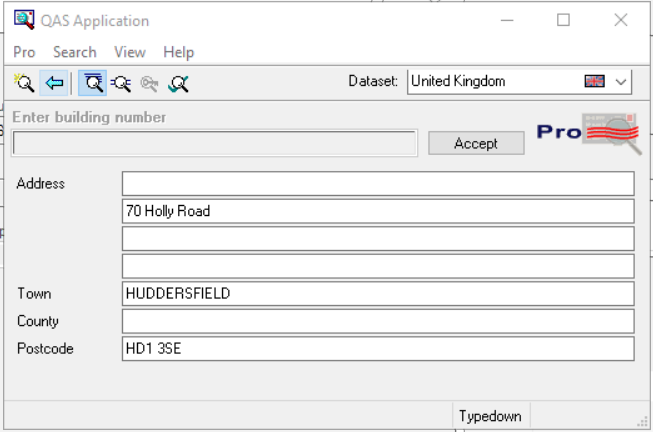 QAS Application
Pro Search View Help
Dataset: United Kingdom
Enter building number
Accept
Pro
Address
70 Holly Road
Town HUDDERSFIELD
County
Postcode HD1 3SE
Typedown